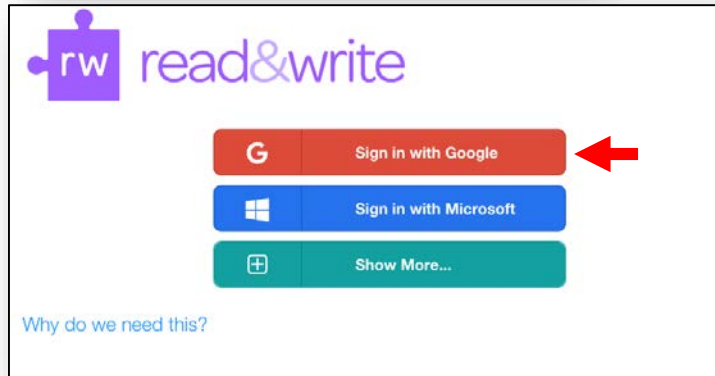 rw read&write
G Sign in with Google
Sign in with Microsoft
Show More...
Why do we need this?